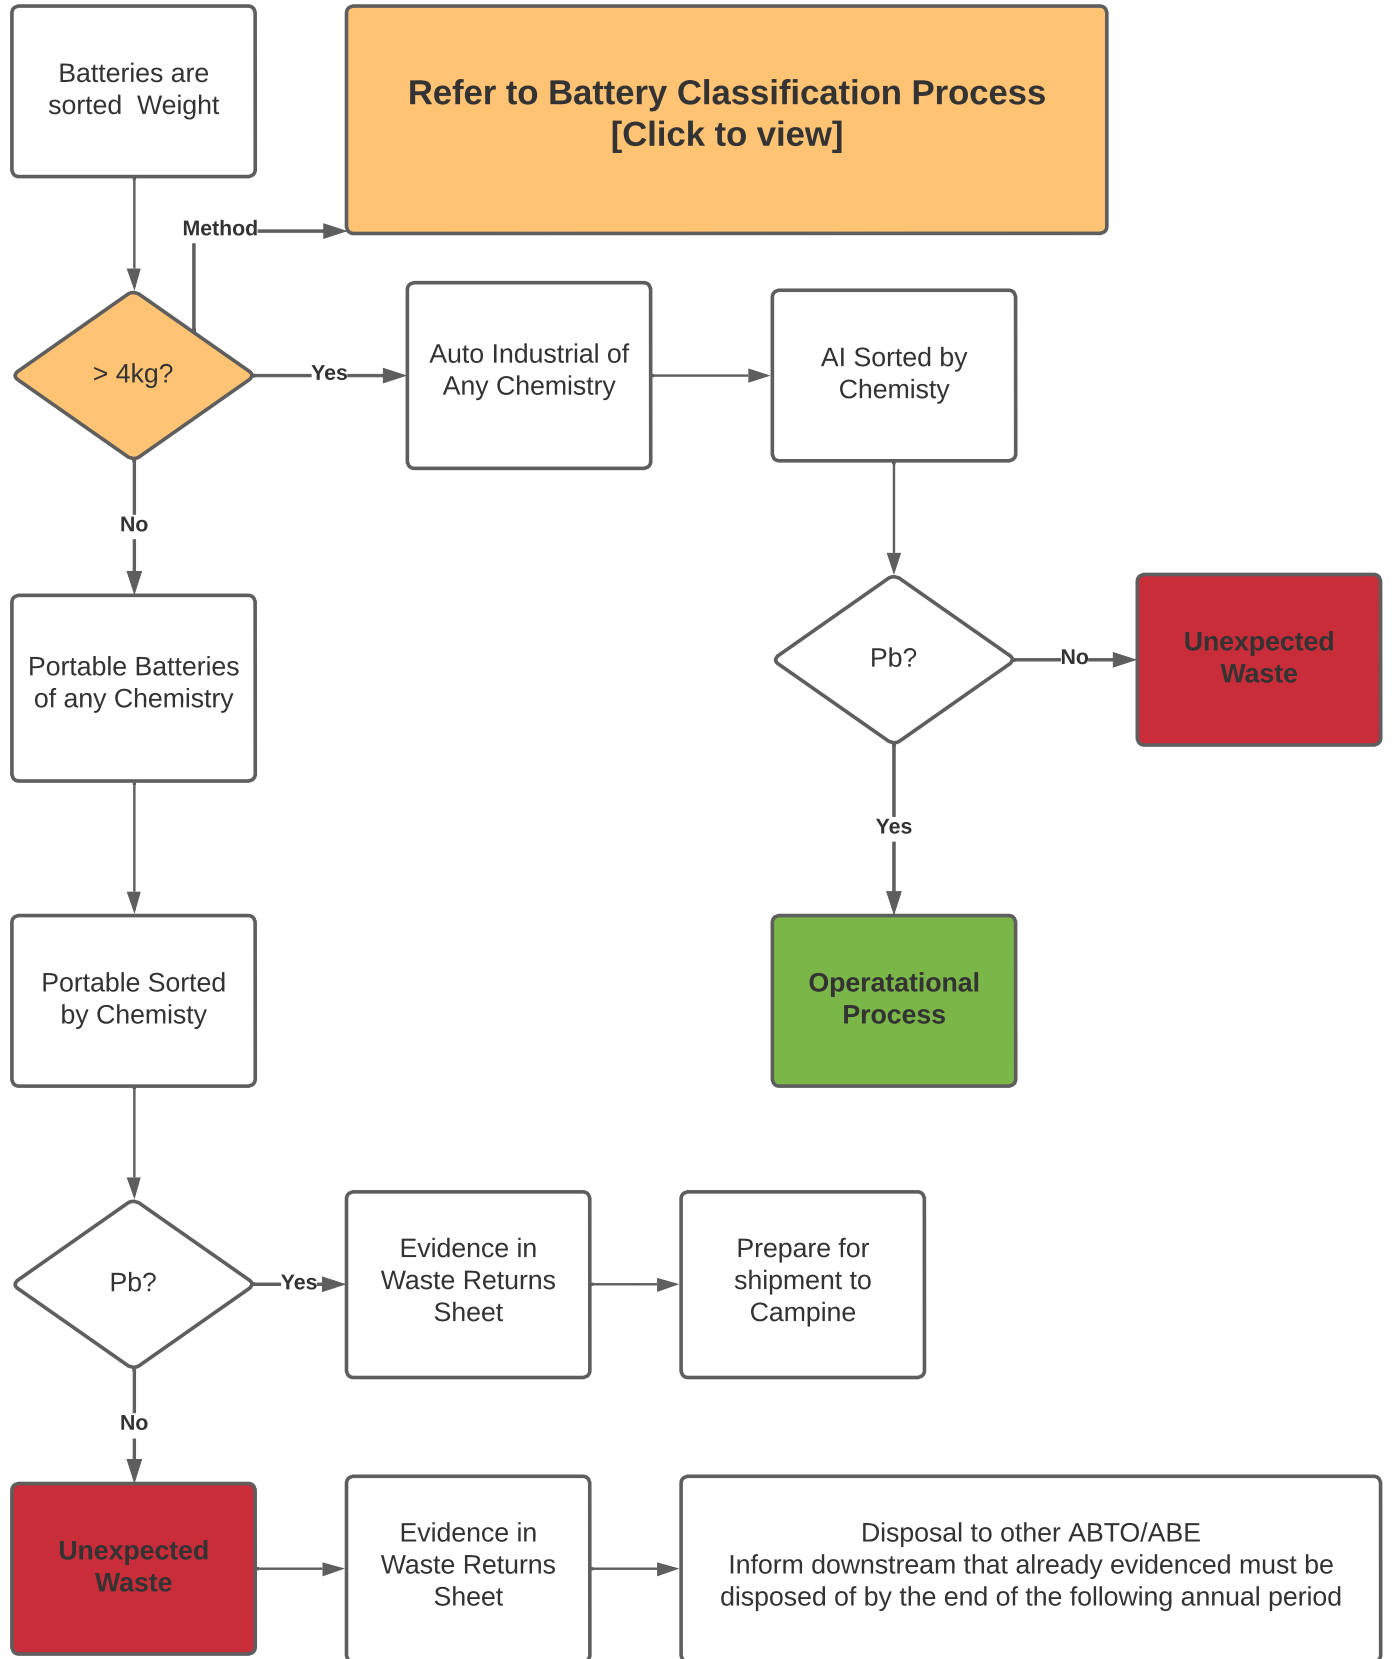 Batteries are
sorted  Weight
Refer to Battery Classification Process
[Click to view]
Method
> 4kg?
Yes
Auto Industrial of
Any Chemistry
AI Sorted by
Chemisty
No
Portable Batteries
of any Chemistry
Pb?
No
Unexpected
Waste
Yes
Portable Sorted
by Chemisty
Operatational
Process
Pb?
Yes
Evidence in
Waste Returns
Sheet
Prepare for
shipment to
Campine
No
Unexpected
Waste
Evidence in
Waste Returns
Sheet
Disposal to other ABTO/ABE
Inform downstream that already evidenced must be
disposed of by the end of the following annual period